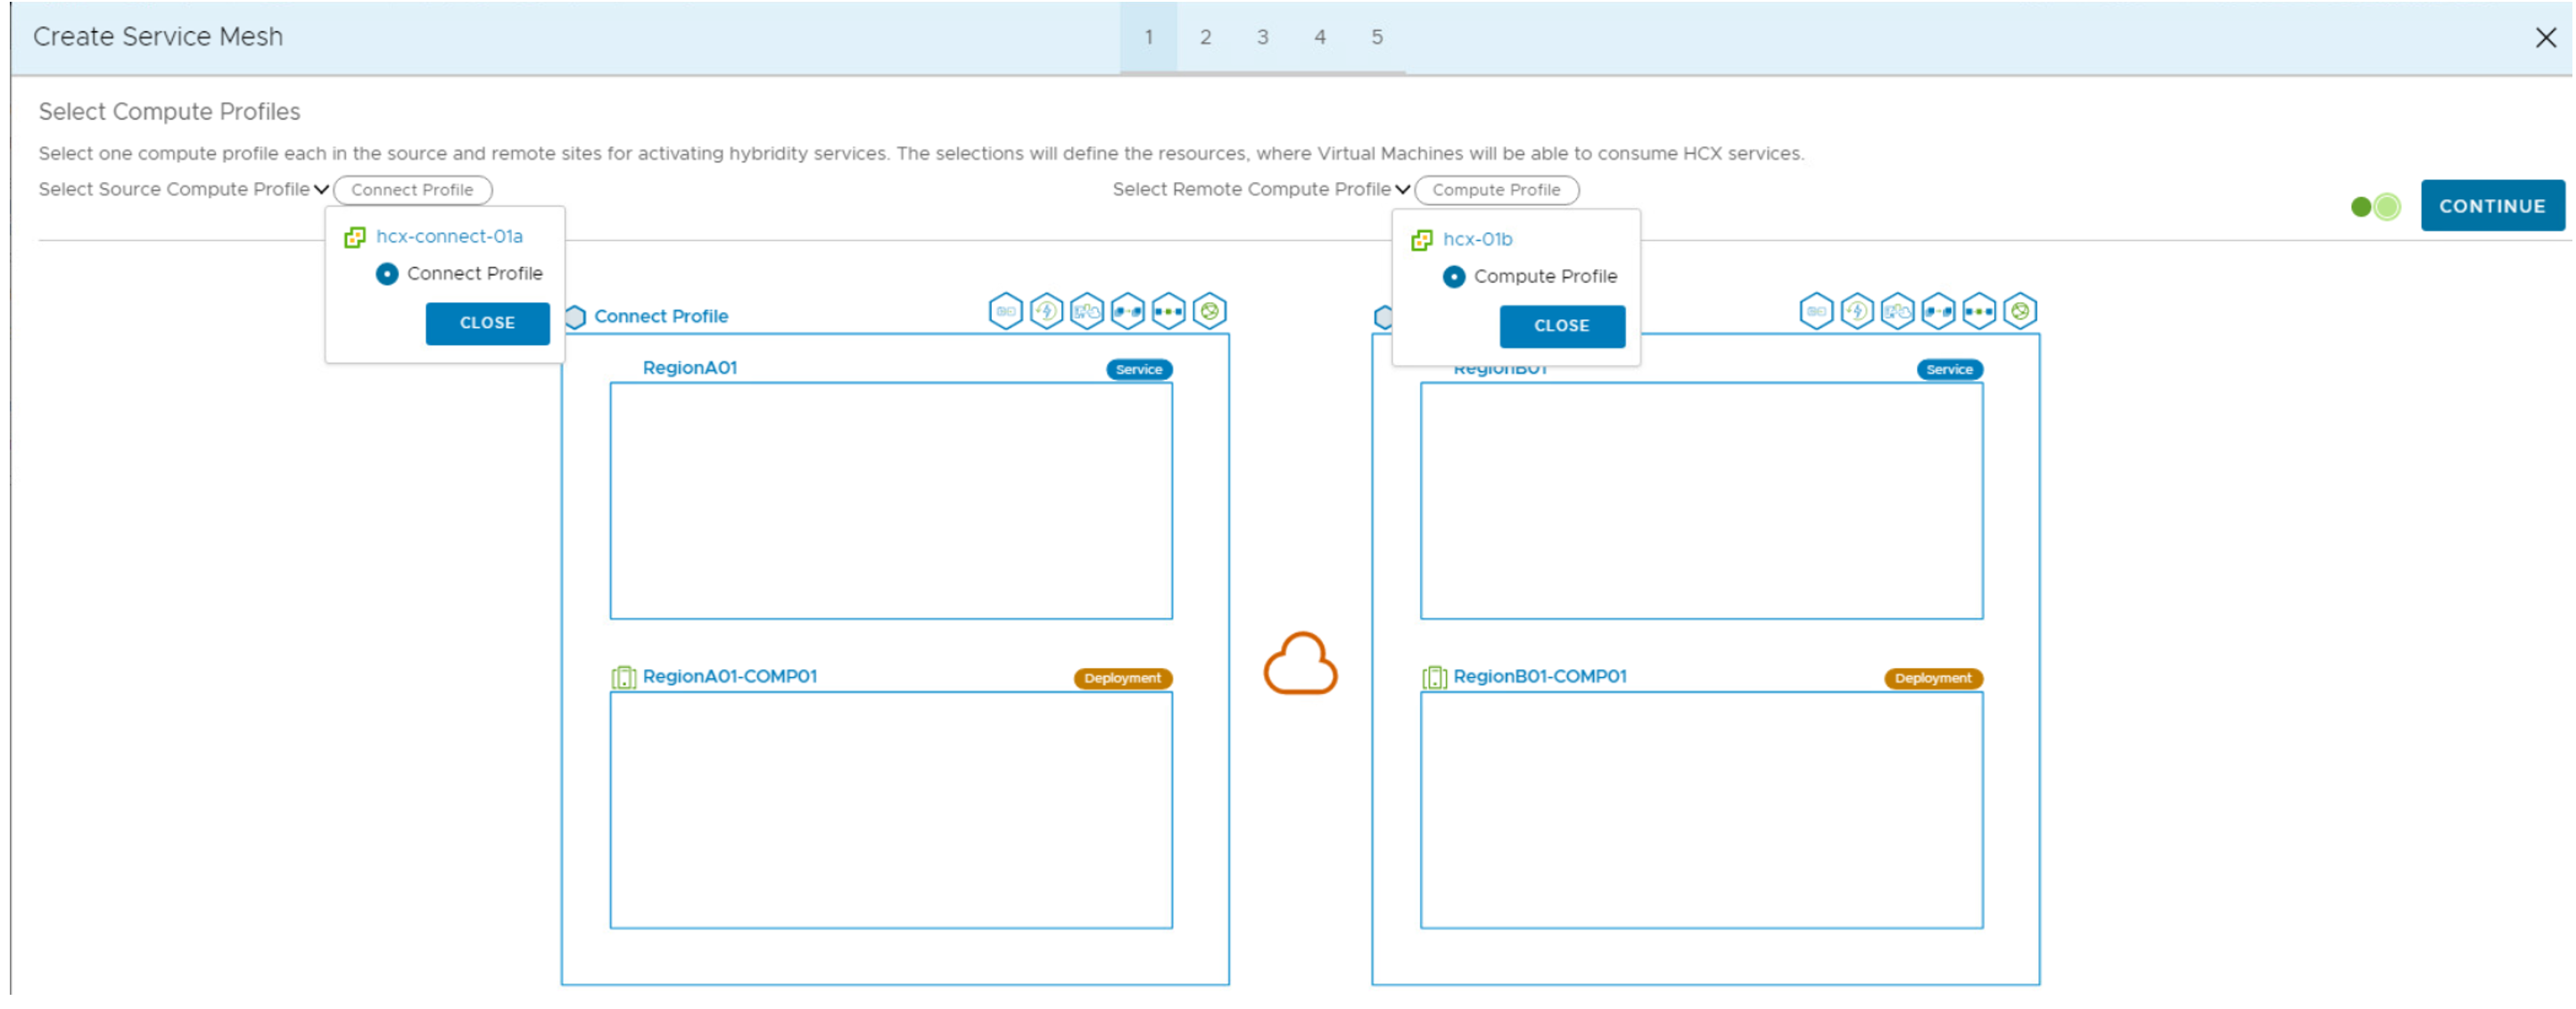 Create Service Mesh
1 2 3 4 5
Select Compute Profiles
Select one compute profile each in the source and remote sites for activating hybridity services. The selections will define the resources, where Virtual Machines will be able to consume HCX services.
Select Source Compute Profile Connect Profile
Select Remote Compute Profile Compute Profile
CONTINUE
hcx-connect-01a
Connect Profile
CLOSE
hcx-01b
Compute Profile
CLOSE
Connect Profile
RegionA01 Service
RegionA01-COMP01 Deployment
RegionB01 Service
RegionB01-COMP01 Deployment